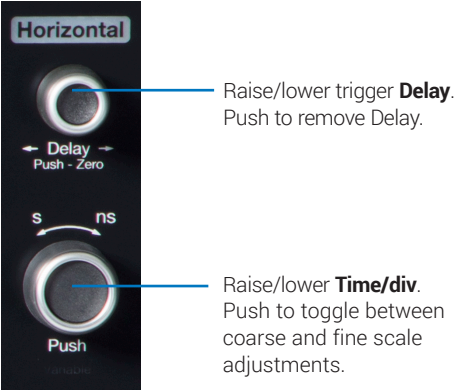 Horizontal
Raise/lower trigger Delay.
Push to remove Delay.
← Delay →
Push - Zero
s ns
Raise/lower Time/div.
Push to toggle between
coarse and fine scale
adjustments.
Push